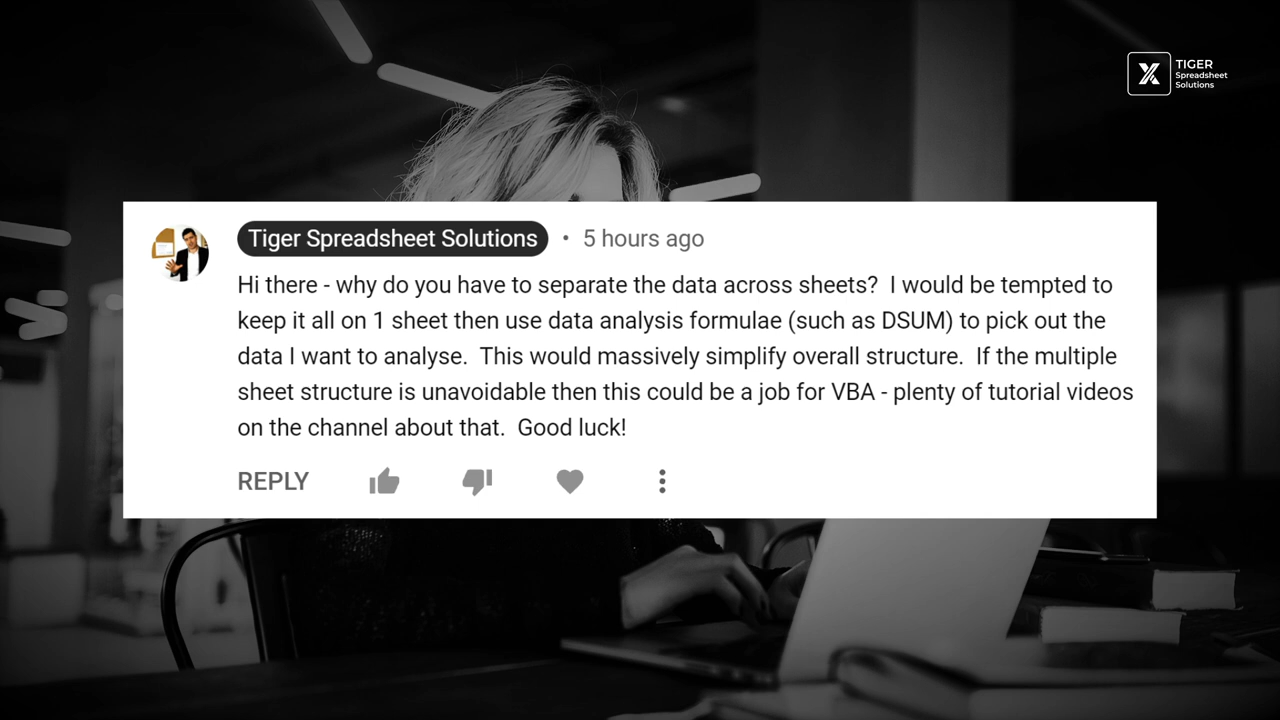 TIGER
Spreadsheet
Solutions
Tiger Spreadsheet Solutions • 5 hours ago
Hi there - why do you have to separate the data across sheets?  I would be tempted to
keep it all on 1 sheet then use data analysis formulae (such as DSUM) to pick out the
data I want to analyse.  This would massively simplify overall structure.  If the multiple
sheet structure is unavoidable then this could be a job for VBA - plenty of tutorial videos
on the channel about that.  Good luck!
REPLY